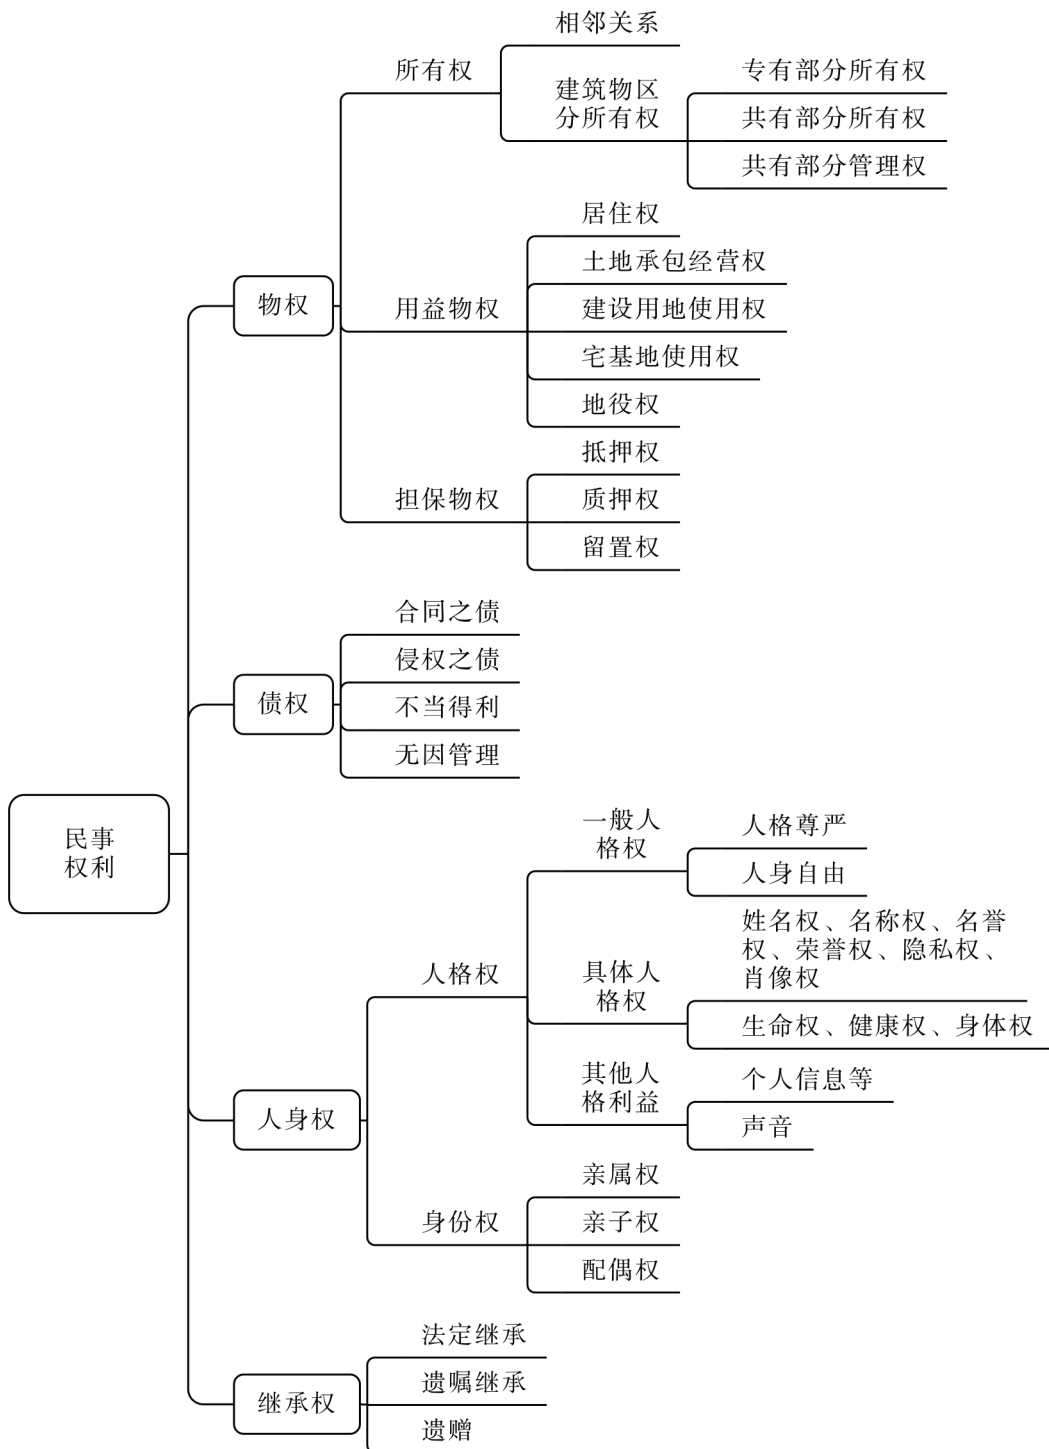 民事
权利
物权
所有权
相邻关系
建筑物区
分所有权
专有部分所有权
共有部分所有权
共有部分管理权
用益物权
居住权
土地承包经营权
建设用地使用权
宅基地使用权
地役权
担保物权
抵押权
质押权
留置权
债权
合同之债
侵权之债
不当得利
无因管理
人身权
人格权
一般人
格权
人格尊严
人身自由
具体人
格权
姓名权、名称权、名誉
权、荣誉权、隐私权、
肖像权
生命权、健康权、身体权
其他人
格利益
个人信息等
声音
身份权
亲属权
亲子权
配偶权
继承权
法定继承
遗嘱继承
遗赠